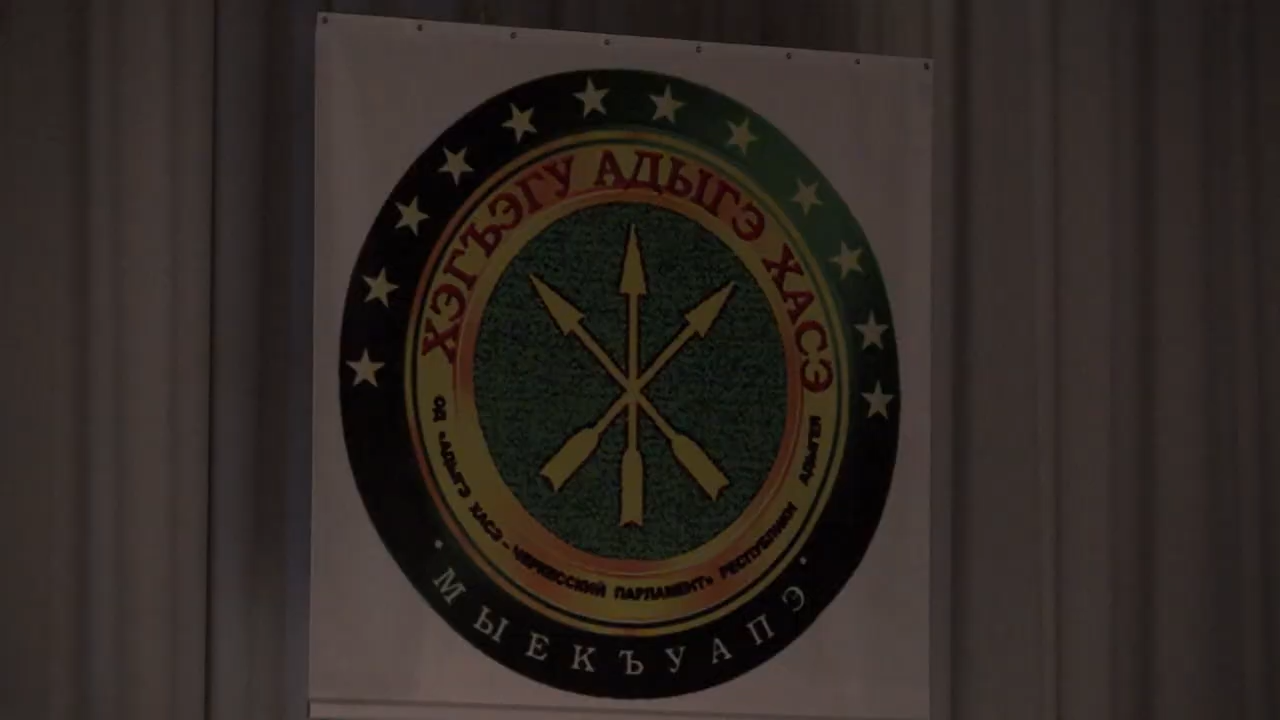 ХЭГЪЭГУ АДЫГЭ ХАСЭ
ОД «АДЫГЭ ХАСЭ – ЧЕРКЕССКИЙ ПАРЛАМЕНТ» РЕСПУБЛИКИ АДЫГЕЯ
МЫЕКЪУАПЭ